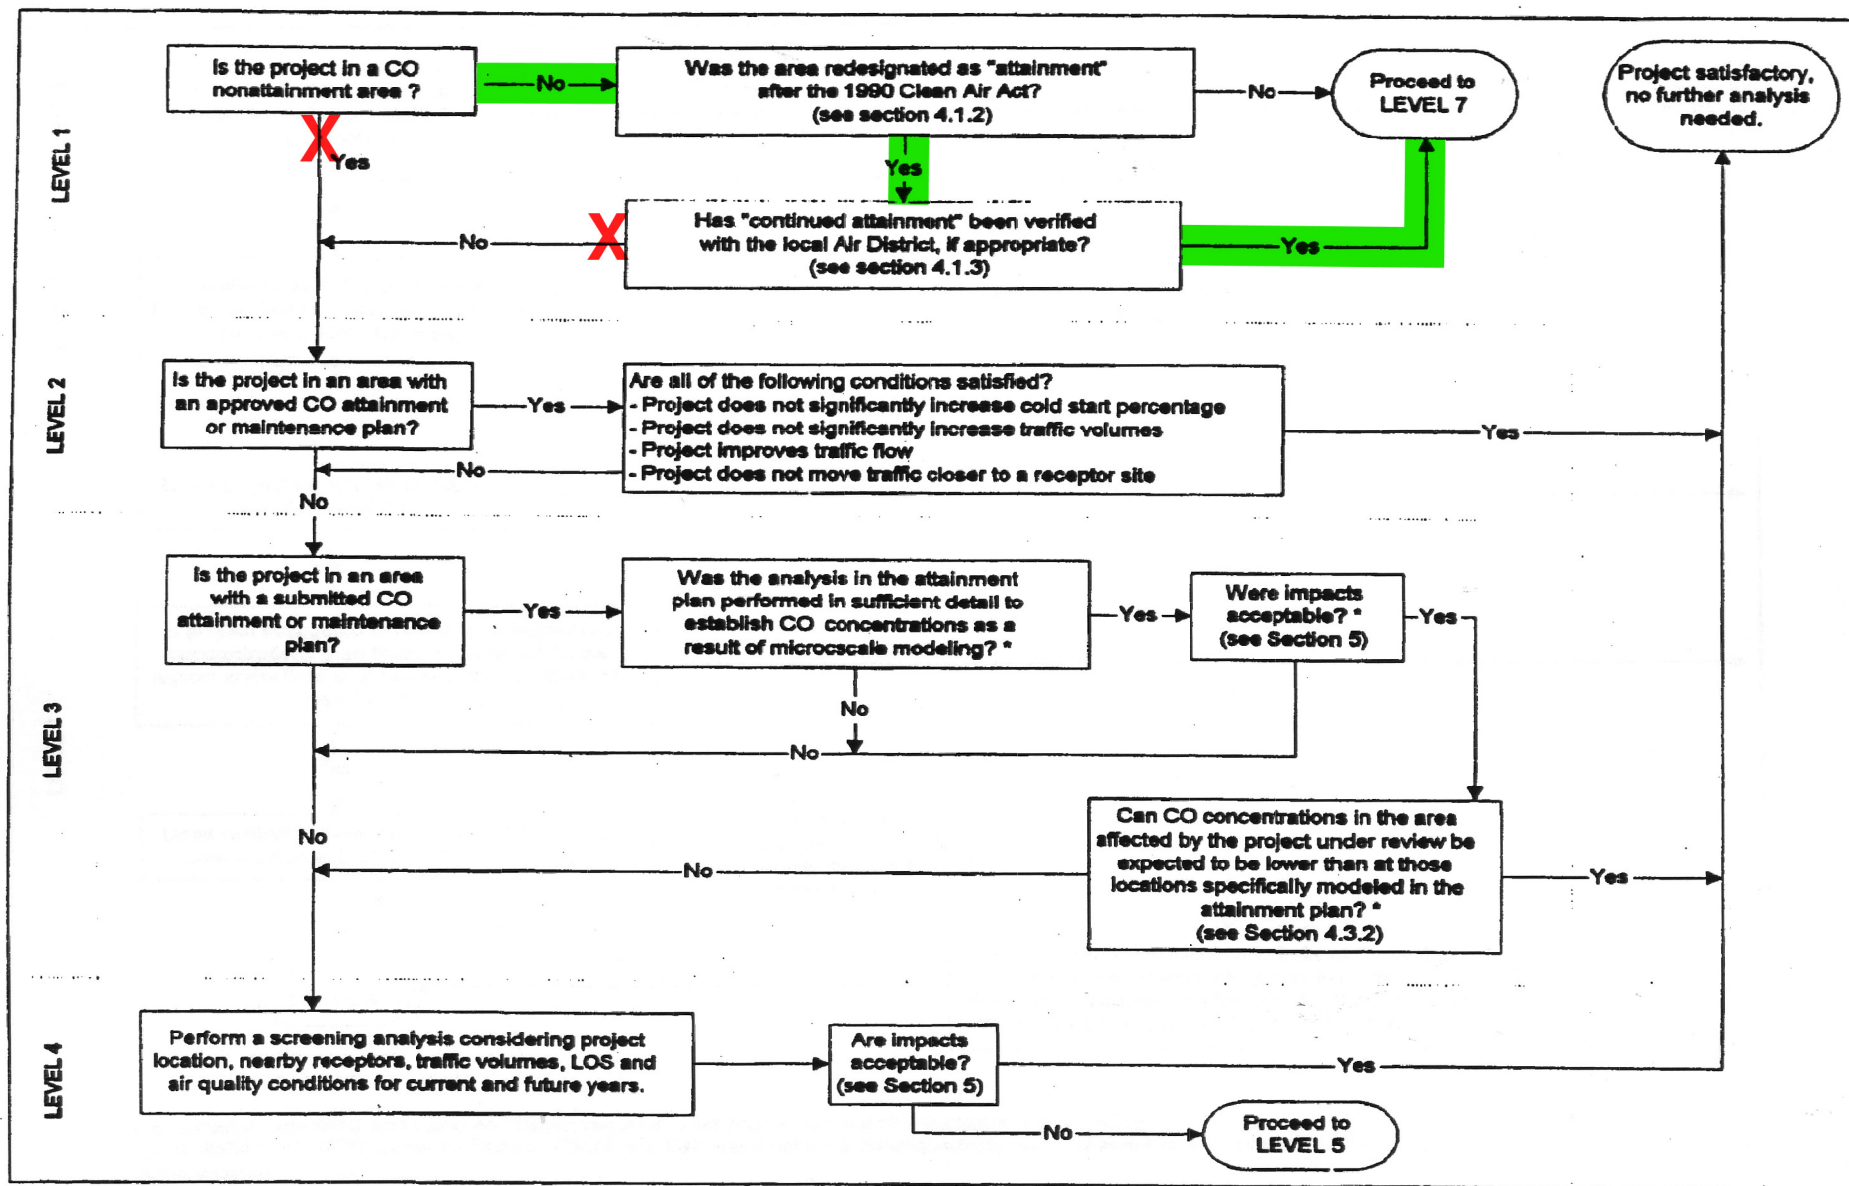 LEVEL 1
Is the project in a CO
nonattainment area ?
No
Was the area redesignated as "attainment"
after the 1990 Clean Air Act?
(see section 4.1.2)
No
Proceed to
LEVEL 7
Project satisfactory,
no further analysis
needed.
X
Yes
Yes
X
No
Has "continued attainment" been verified
with the local Air District, if appropriate?
(see section 4.1.3)
Yes
LEVEL 2
Is the project in an area with
an approved CO attainment
or maintenance plan?
Yes
Are all of the following conditions satisfied?
- Project does not significantly increase cold start percentage
- Project does not significantly increase traffic volumes
- Project improves traffic flow
- Project does not move traffic closer to a receptor site
Yes
No
No
LEVEL 3
Is the project in an area
with a submitted CO
attainment or maintenance
plan?
Yes
Was the analysis in the attainment
plan performed in sufficient detail to
establish CO concentrations as a
result of microcscale modeling? *
Yes
Were impacts
acceptable? *
(see Section 5)
Yes
No
No
No
Can CO concentrations in the area
affected by the project under review be
expected to be lower than at those
locations specifically modeled in the
attainment plan? *
(see Section 4.3.2)
No
Yes
LEVEL 4
Perform a screening analysis considering project
location, nearby receptors, traffic volumes, LOS and
air quality conditions for current and future years.
Are impacts
acceptable?
(see Section 5)
Yes
No
Proceed to
LEVEL 5